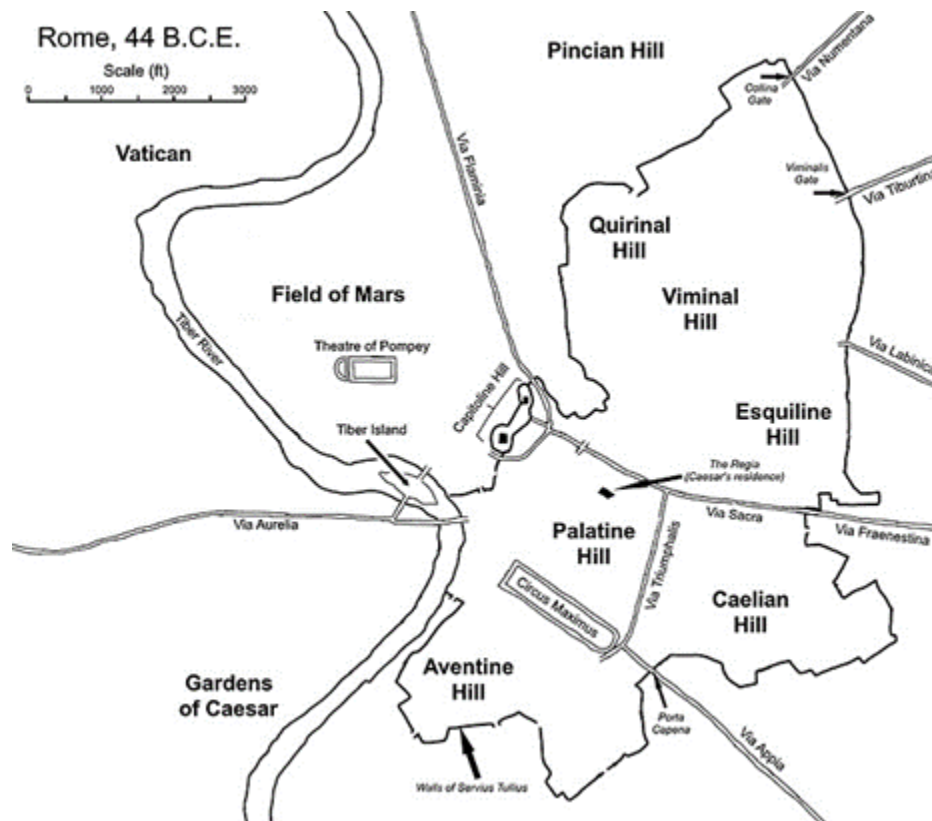 Rome, 44 B.C.E.
Scale (ft)
0 1000 2000 3000
Pincian Hill
Via Numentana
Collina
Gate
Vatican
Via Flaminia
Viminalis
Gate
Via Tiburtina
Quirinal
Hill
Field of Mars
Viminal
Hill
Tiber River
Theatre of Pompey
Via Labinica
Capitoline Hill
Esquiline
Hill
Tiber Island
The Regia
(Caesar's residence)
Via Aurelia
Via Sacra
Via Fraenestina
Palatine
Hill
Via Triumphalis
Circus Maximus
Caelian
Hill
Aventine
Hill
Gardens
of Caesar
Porta
Capena
Via Appia
Walls of Servius Tullius